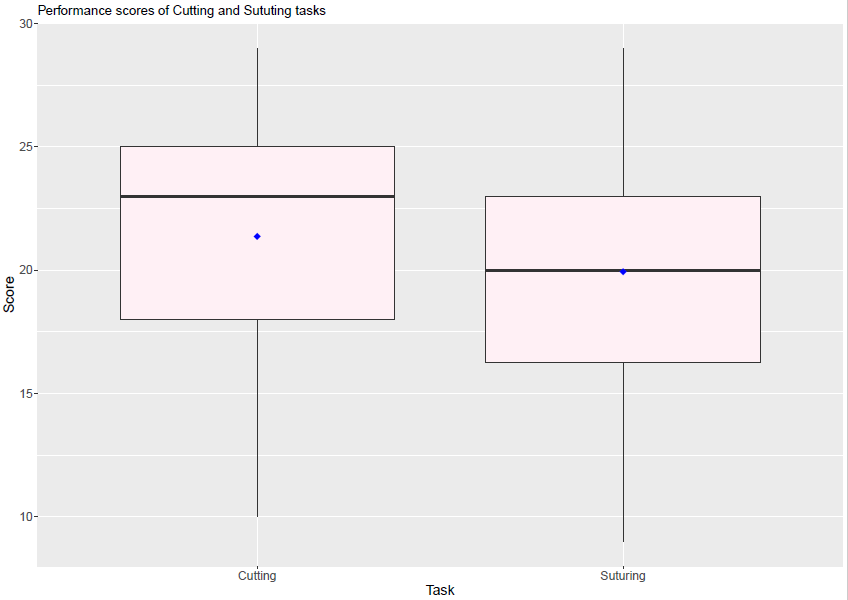 Performance scores of Cutting and Sututing tasks
30
25
20
15
10
Score
Cutting
Suturing
Task